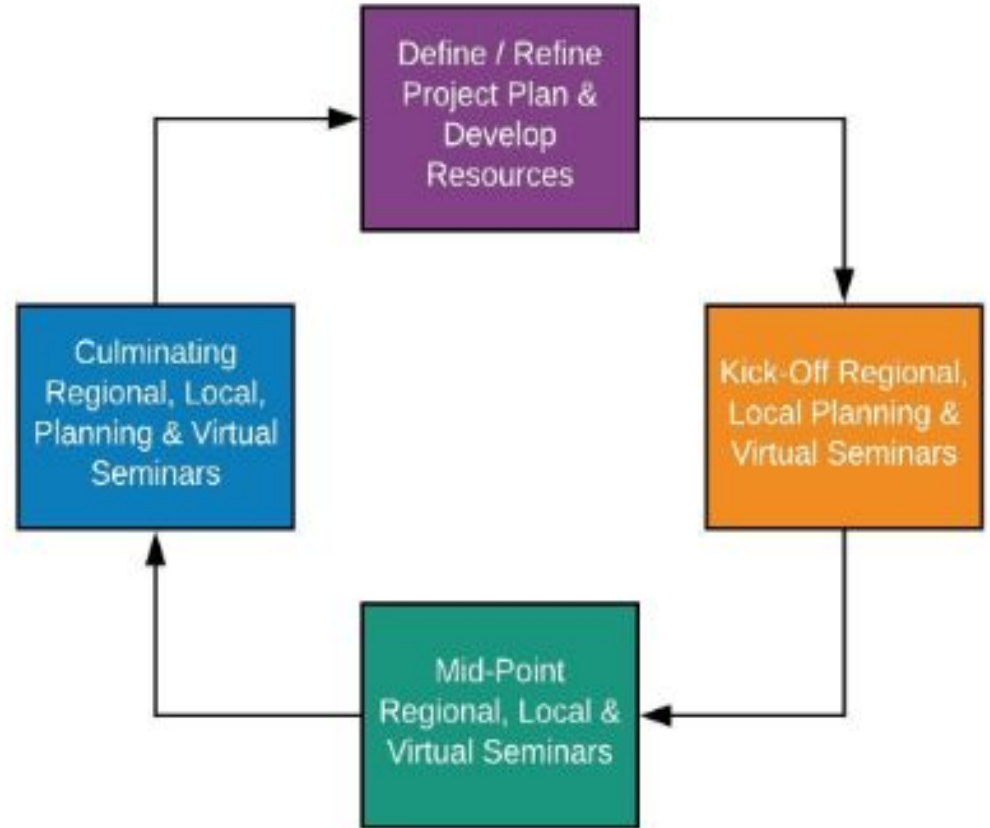 Define / Refine
Project Plan &
Develop
Resources
Kick-Off Regional,
Local Planning &
Virtual Seminars
Mid-Point
Regional, Local &
Virtual Seminars
Culminating
Regional, Local,
Planning & Virtual
Seminars